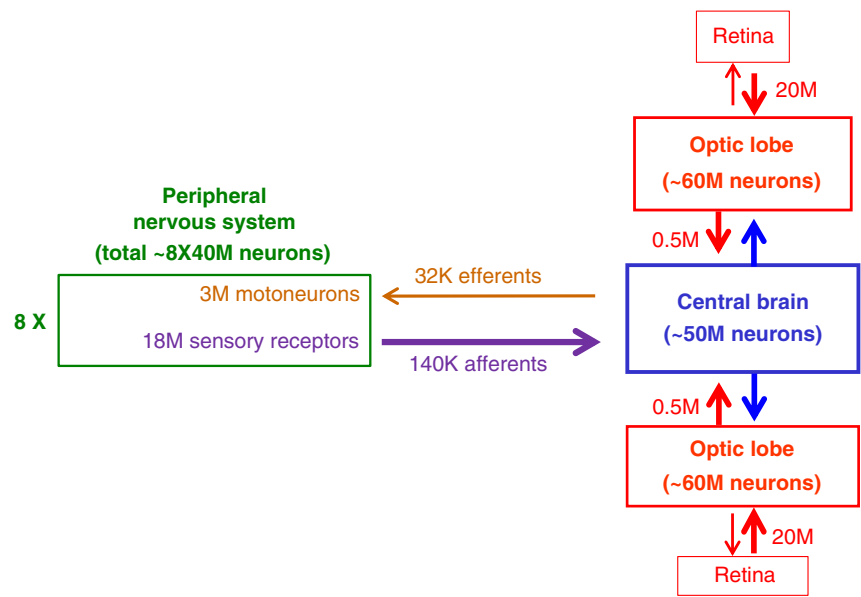 Retina
20M
Optic lobe
(~60M neurons)
0.5M
Peripheral
nervous system
(total ~8X40M neurons)
8 X
3M motoneurons
18M sensory receptors
32K efferents
140K afferents
Central brain
(~50M neurons)
0.5M
Optic lobe
(~60M neurons)
20M
Retina